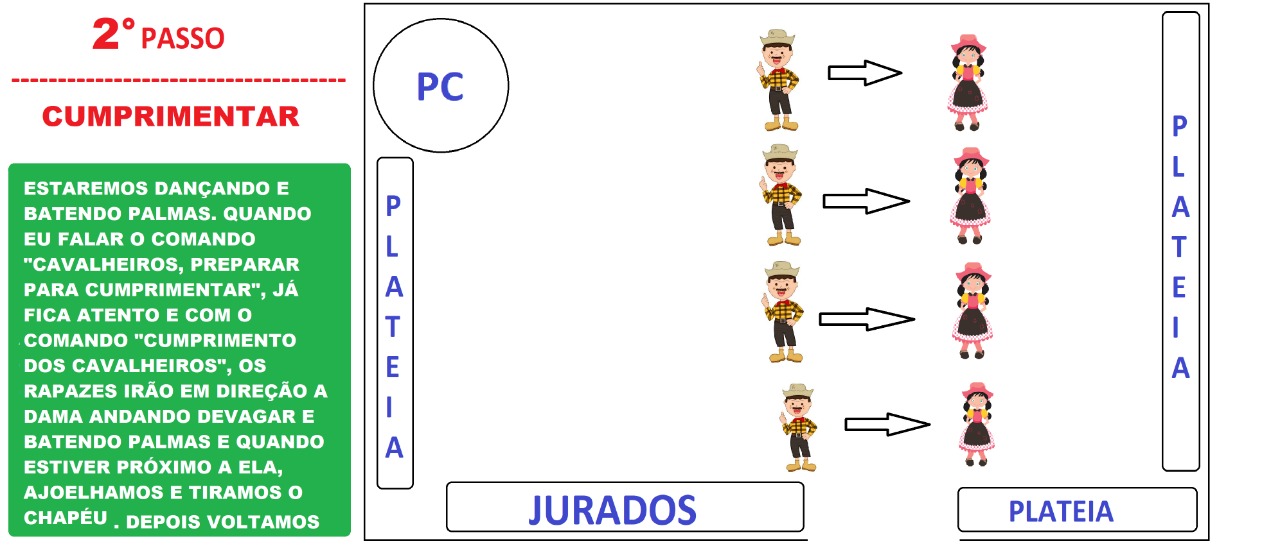 2° PASSO
CUMPRIMENTAR
ESTAREMOS DANÇANDO E
BATENDO PALMAS. QUANDO
EU FALAR O COMANDO
"CAVALHEIROS, PREPARAR
PARA CUMPRIMENTAR", JÁ
FICA ATENTO E COM O
COMANDO "CUMPRIMENTO
DOS CAVALHEIROS", OS
RAPAZES IRÃO EM DIREÇÃO A
DAMA ANDANDO DEVAGAR E
BATENDO PALMAS E QUANDO
ESTIVER PRÓXIMO A ELA,
AJOELHAMOS E TIRAMOS O
CHAPÉU . DEPOIS VOLTAMOS
PC
PLATEIA
PLATEIA
JURADOS
PLATEIA